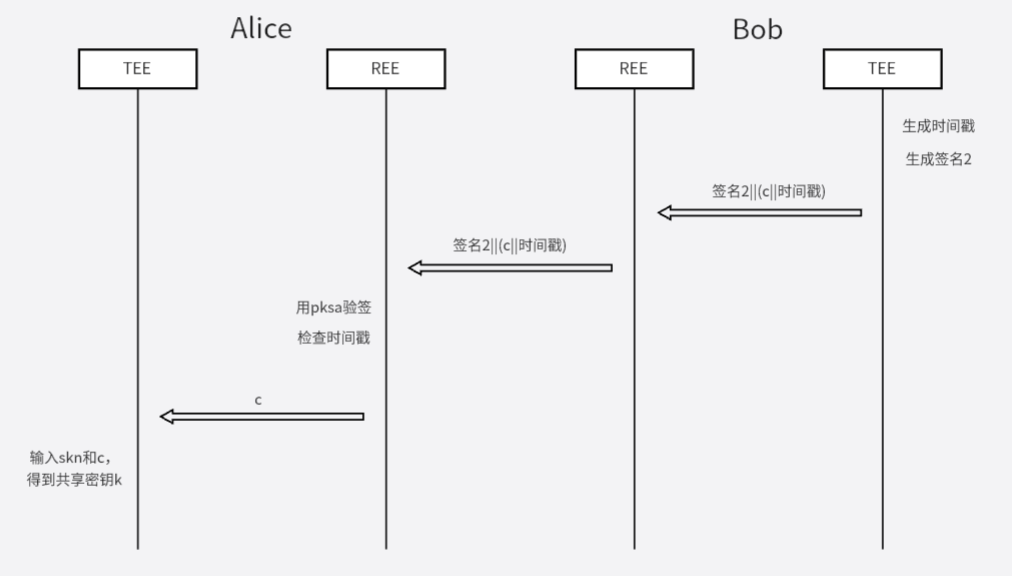 Alice
Bob
TEE
REE
REE
TEE
生成时间戳
生成签名2
签名2||(c||时间戳)
签名2||(c||时间戳)
用pksa验签
检查时间戳
c
输入skn和c，
得到共享密钥k